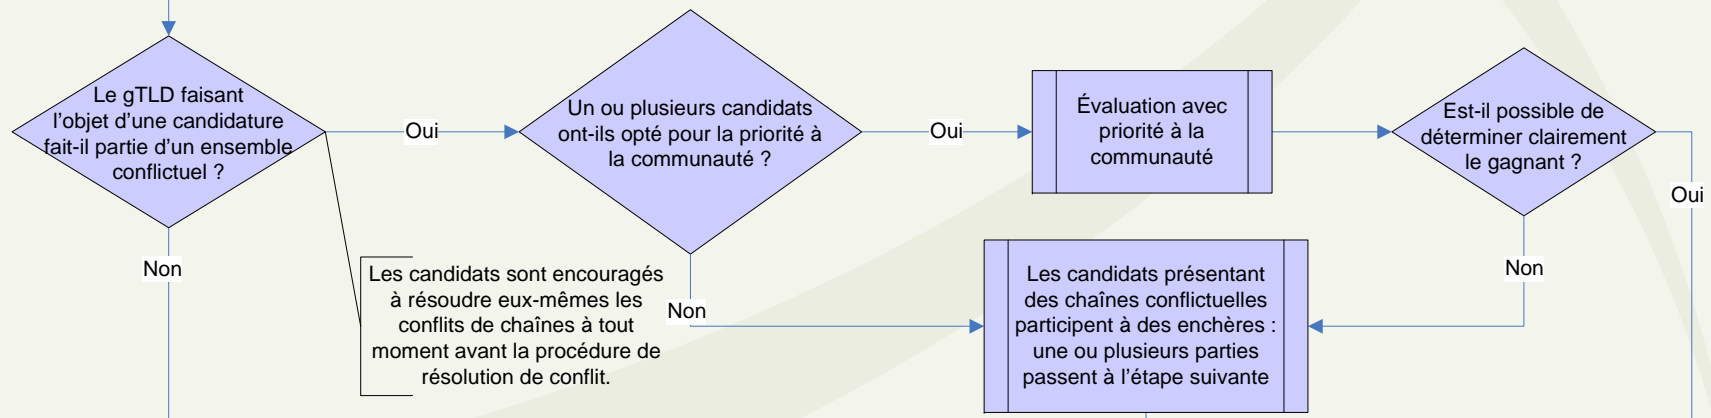 Le gTLD faisant
l’objet d’une candidature
fait-il partie d’un ensemble
conflictuel ?
Oui
Un ou plusieurs candidats
ont-ils opté pour la priorité à
la communauté ?
Oui
Évaluation avec
priorité à la
communauté
Est-il possible de
déterminer clairement
le gagnant ?
Oui
Non
Les candidats sont encouragés
à résoudre eux-mêmes les
conflits de chaînes à tout
moment avant la procédure de
résolution de conflit.
Non
Les candidats présentant
des chaînes conflictuelles
participent à des enchères :
une ou plusieurs parties
passent à l’étape suivante
Non